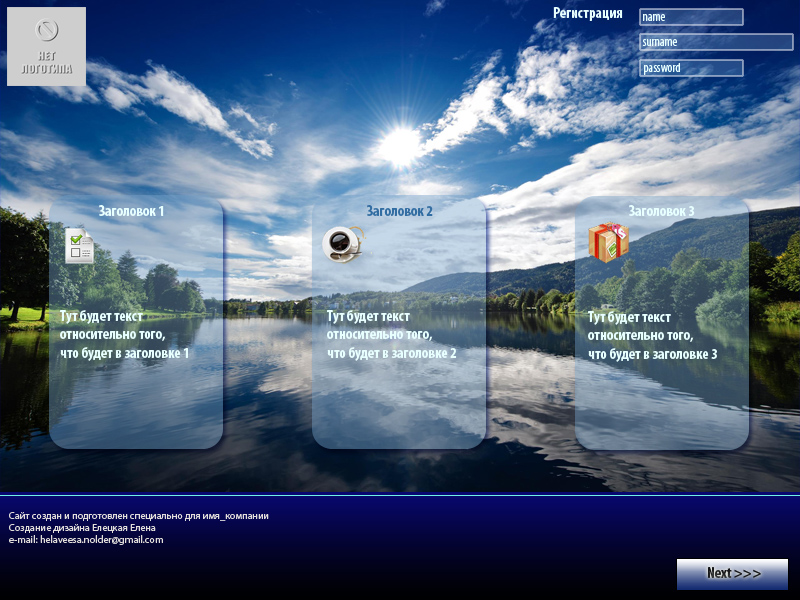 НЕТ
ЛОГОТИПА
Регистрация
name
surname
password
Заголовок 1
Тут будет текст
относительно того,
что будет в заголовке 1
Заголовок 2
Тут будет текст
относительно того,
что будет в заголовке 2
Заголовок 3
Тут будет текст
относительно того,
что будет в заголовке 3
Сайт создан и подготовлен специально для имя_компании
Создание дизайна Елецкая Елена
e-mail: helaveesa.nolder@gmail.com
Next >>>